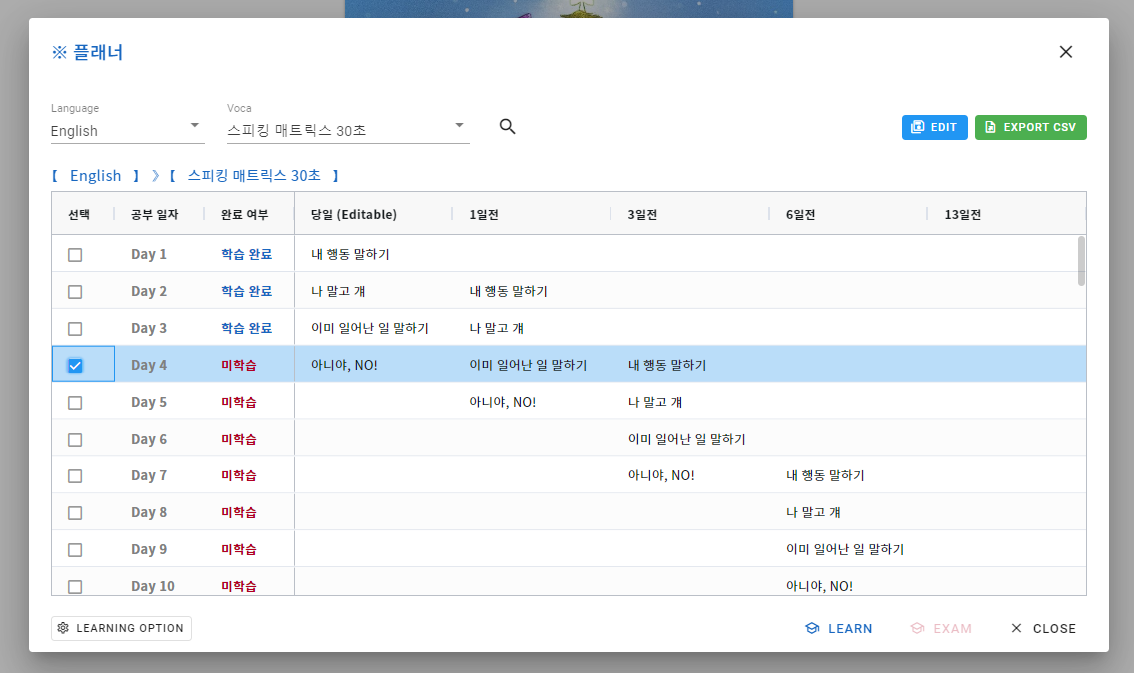 ※ 플래너
Language
English
Voca
스피킹 매트릭스 30초
EDIT
EXPORT CSV
【 English 】 》【 스피킹 매트릭스 30초 】
선택 공부 일자 완료 여부 당일 (Editable) 1일전 3일전 6일전 13일전
Day 1 학습 완료 내 행동 말하기
Day 2 학습 완료 나 말고 걔 내 행동 말하기
Day 3 학습 완료 이미 일어난 일 말하기 나 말고 걔
Day 4 미학습 아니야, NO! 이미 일어난 일 말하기 내 행동 말하기
Day 5 미학습 아니야, NO! 나 말고 걔
Day 6 미학습 이미 일어난 일 말하기
Day 7 미학습 아니야, NO! 내 행동 말하기
Day 8 미학습 나 말고 걔
Day 9 미학습 이미 일어난 일 말하기
Day 10 미학습 아니야, NO!
LEARNING OPTION
LEARN
EXAM
CLOSE